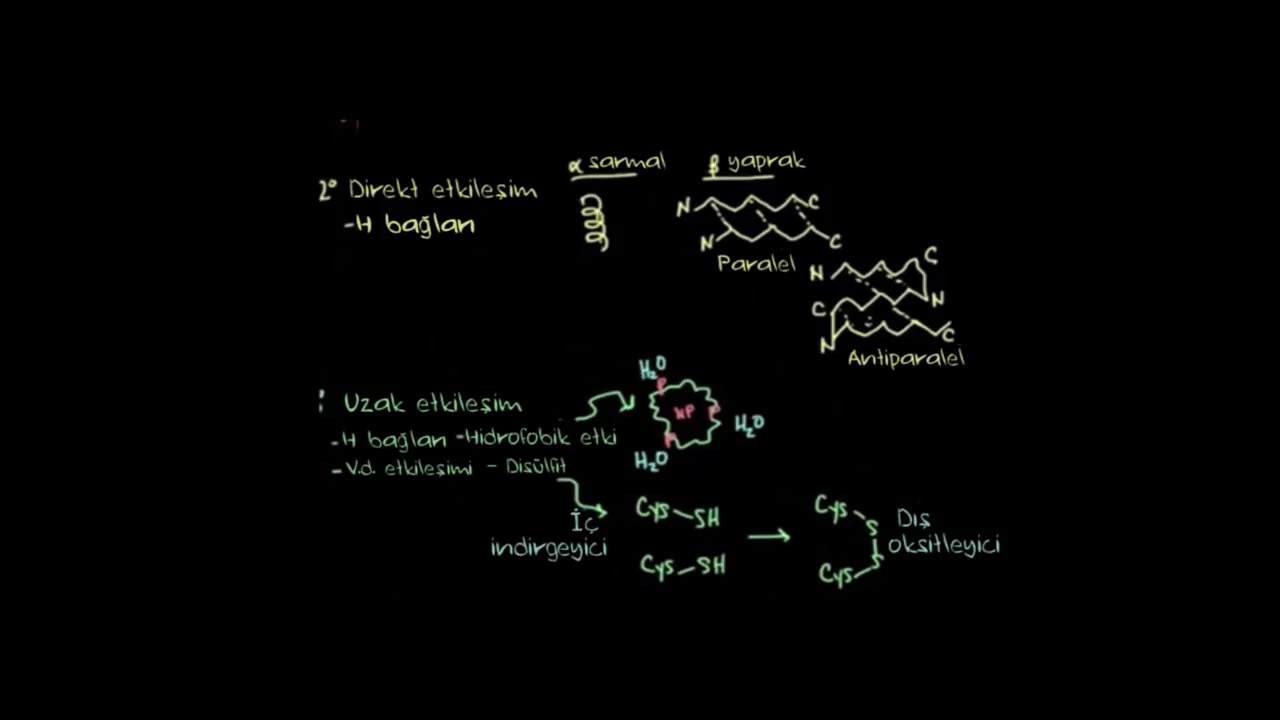 α sarmal
β yaprak
2° Direkt etkileşim
-H bağları
N C
N C
Paralel
N C
C N
N C
Antiparalel
H₂O
P
Uzak etkileşim
NP P
H₂O
-H bağları -Hidrofobik etki
P
H₂O
-V.d. etkileşimi - Disülfit
İç
indirgeyici
Cys-SH
Cys-SH
→
Cys-S
Cys-S
Dış
oksitleyici